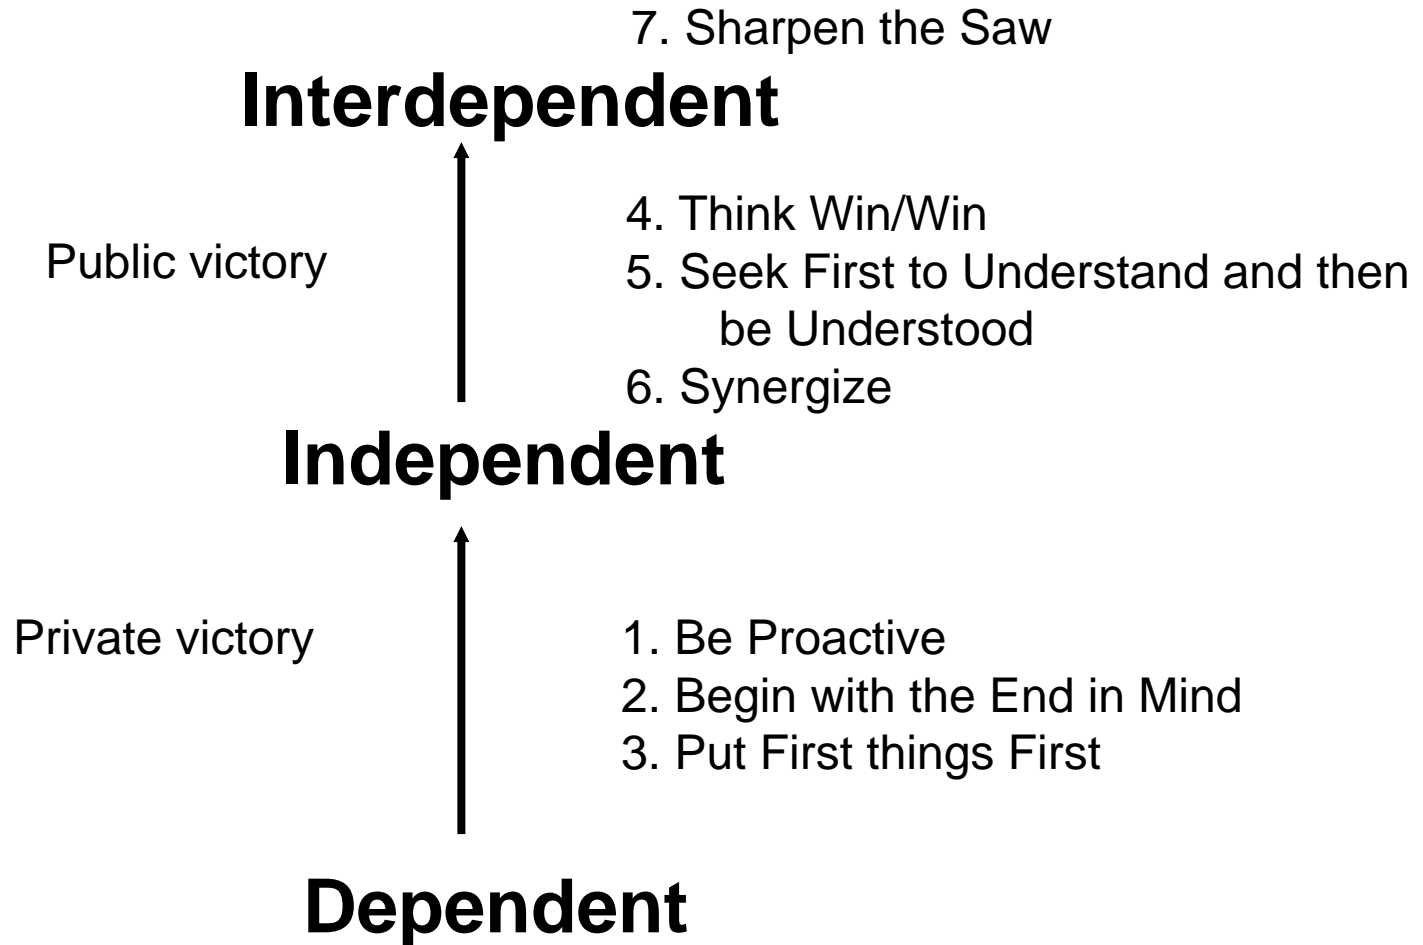 7. Sharpen the Saw
Interdependent
Public victory
4. Think Win/Win
5. Seek First to Understand and then
be Understood
6. Synergize
Independent
Private victory
1. Be Proactive
2. Begin with the End in Mind
3. Put First things First
Dependent